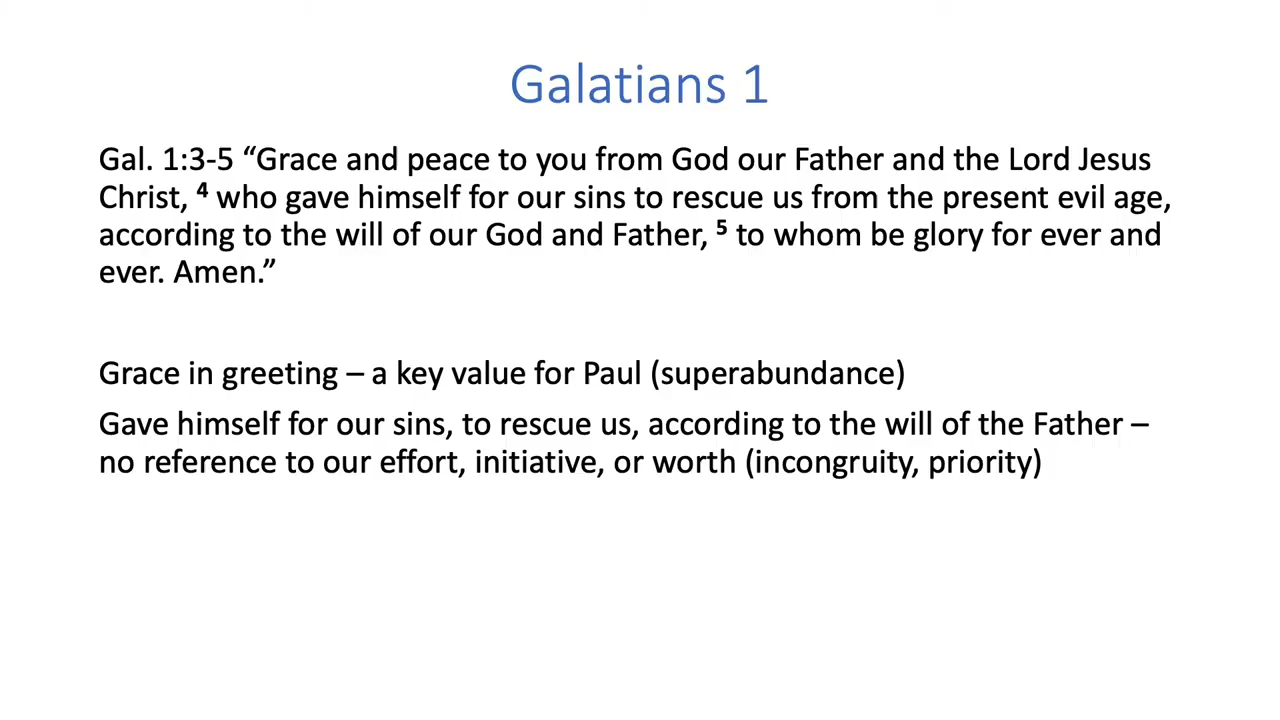 Galatians 1
Gal. 1:3-5 “Grace and peace to you from God our Father and the Lord Jesus
Christ, ⁴ who gave himself for our sins to rescue us from the present evil age,
according to the will of our God and Father, ⁵ to whom be glory for ever and
ever. Amen.”
Grace in greeting – a key value for Paul (superabundance)
Gave himself for our sins, to rescue us, according to the will of the Father –
no reference to our effort, initiative, or worth (incongruity, priority)